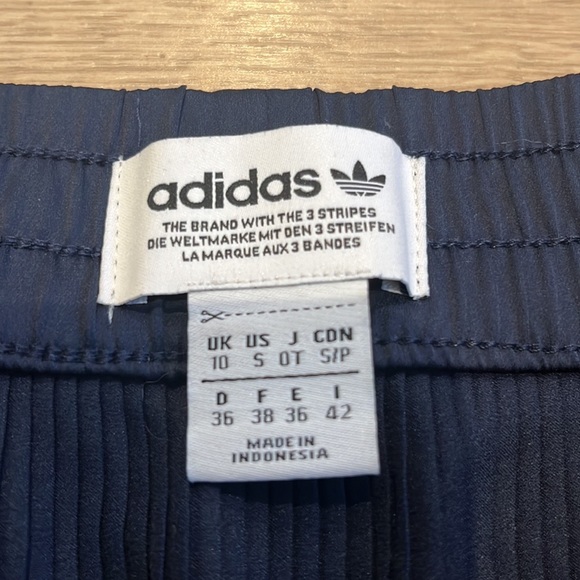 adidas
THE BRAND WITH THE 3 STRIPES
DIE WELTMARKE MIT DEN 3 STREIFEN
LA MARQUE AUX 3 BANDES
UK US J CDN
10 S OT S/P
D F E I
36 38 36 42
MADE IN
INDONESIA